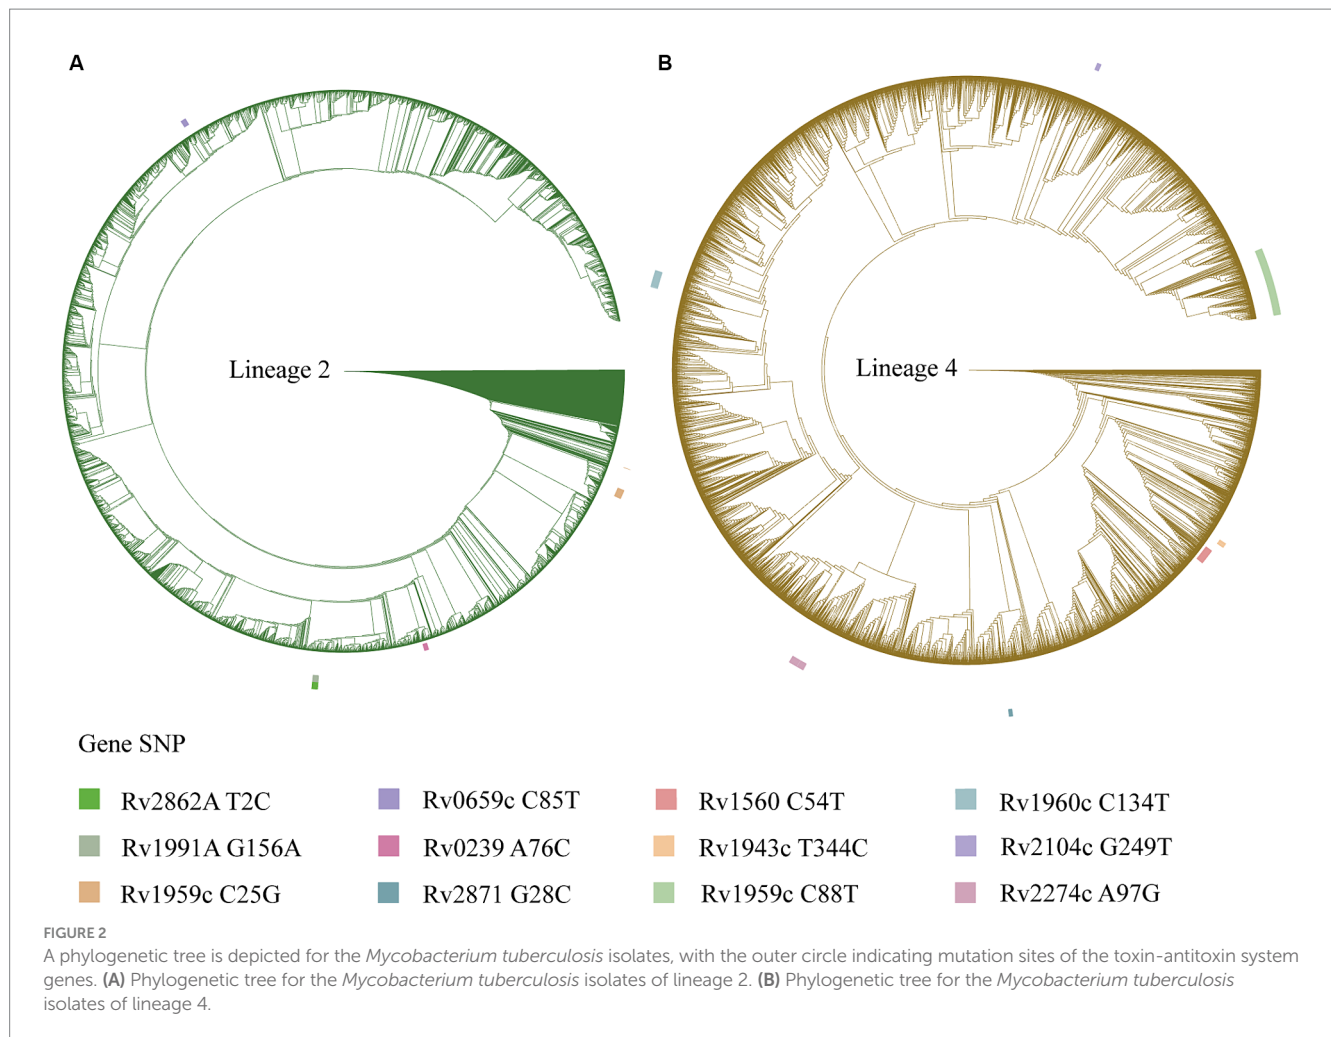 A
B
Lineage 2
Lineage 4
Gene SNP
Rv2862A T2C
Rv0659c C85T
Rv1560 C54T
Rv1960c C134T
Rv1991A G156A
Rv0239 A76C
Rv1943c T344C
Rv2104c G249T
Rv1959c C25G
Rv2871 G28C
Rv1959c C88T
Rv2274c A97G
FIGURE 2
A phylogenetic tree is depicted for the Mycobacterium tuberculosis isolates, with the outer circle indicating mutation sites of the toxin-antitoxin system
genes. (A) Phylogenetic tree for the Mycobacterium tuberculosis isolates of lineage 2. (B) Phylogenetic tree for the Mycobacterium tuberculosis
isolates of lineage 4.